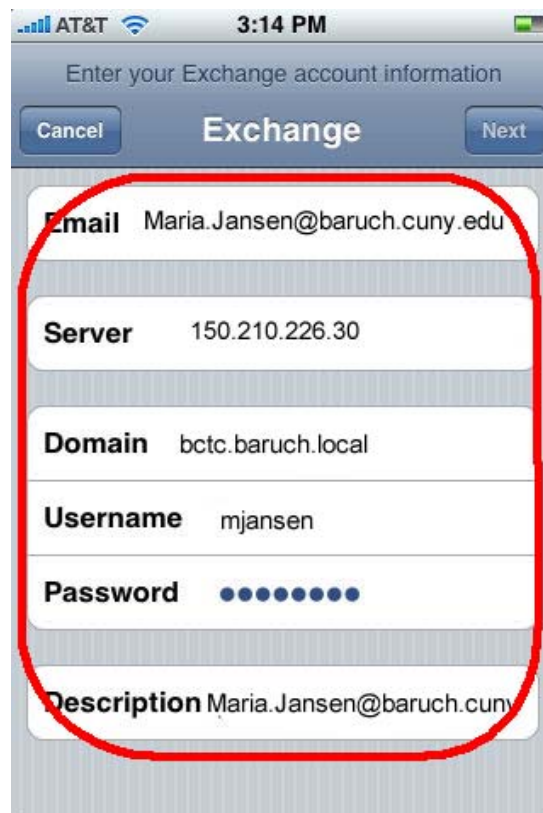 AT&T 3:14 PM
Enter your Exchange account information
Cancel Exchange Next
Email Maria.Jansen@baruch.cuny.edu
Server 150.210.226.30
Domain bctc.baruch.local
Username mjansen
Password ●●●●●●●●
Description Maria.Jansen@baruch.cuny